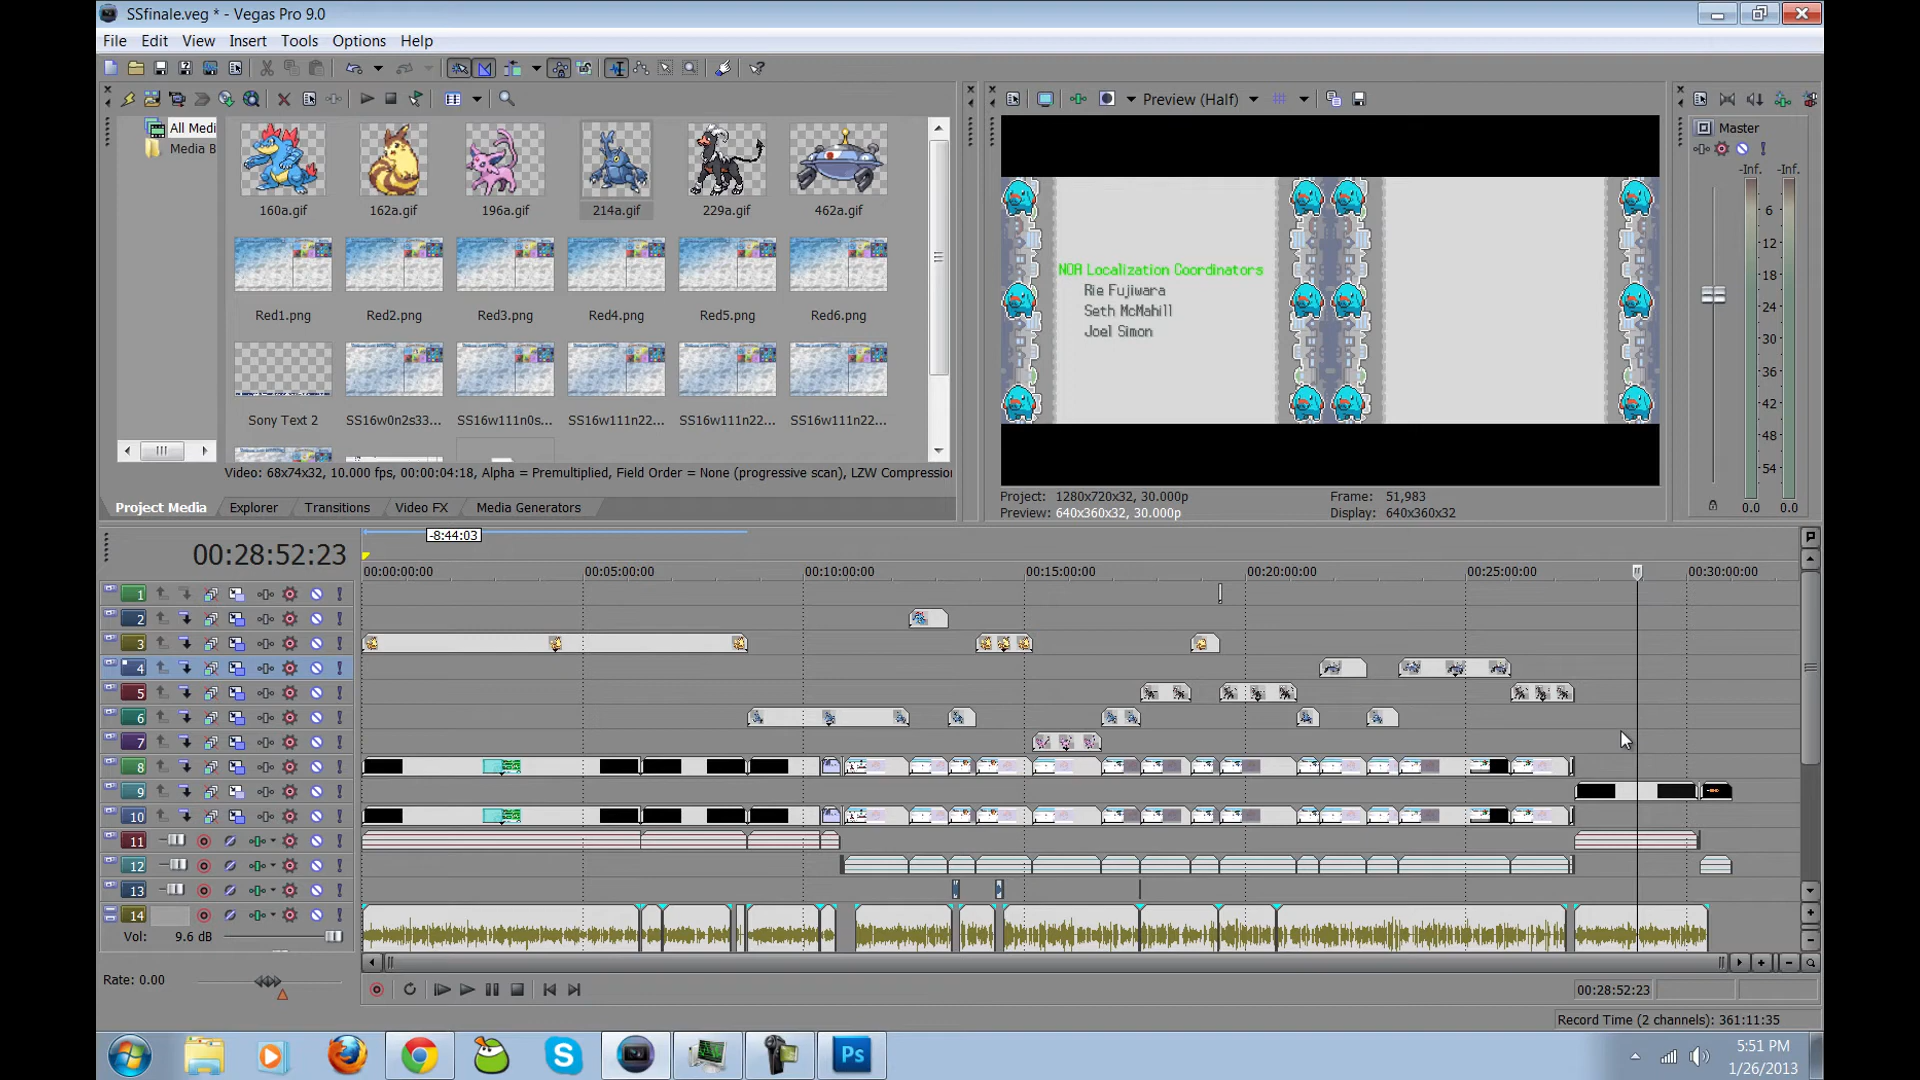 SSfinale.veg * - Vegas Pro 9.0
File Edit View Insert Tools Options Help
All Medi
Media B
160a.gif 162a.gif 196a.gif 214a.gif 229a.gif 462a.gif
Red1.png Red2.png Red3.png Red4.png Red5.png Red6.png
Sony Text 2 SS16w0n2s33... SS16w111n0s... SS16w111n22... SS16w111n22... SS16w111n22...
Video: 68x74x32, 10.000 fps, 00:00:04:18, Alpha = Premultiplied, Field Order = None (progressive scan), LZW Compression
Project Media Explorer Transitions Video FX Media Generators
Preview (Half)
NOA Localization Coordinators
Rie Fujiwara
Seth McMahill
Joel Simon
Project: 1280x720x32, 30.000p Frame: 51,983
Preview: 640x360x32, 30.000p Display: 640x360x32
Master
-Inf. -Inf.
6
12
18
24
30
36
42
48
54
0.0 0.0
-8:44:03
00:28:52:23
00:00:00:00 00:05:00:00 00:10:00:00 00:15:00:00 00:20:00:00 00:25:00:00 00:30:00:00
1
2
3
4
5
6
7
8
9
10
11
12
13
14
Vol: 9.6 dB
Rate: 0.00
00:28:52:23
Record Time (2 channels): 361:11:35
Ps
5:51 PM
1/26/2013